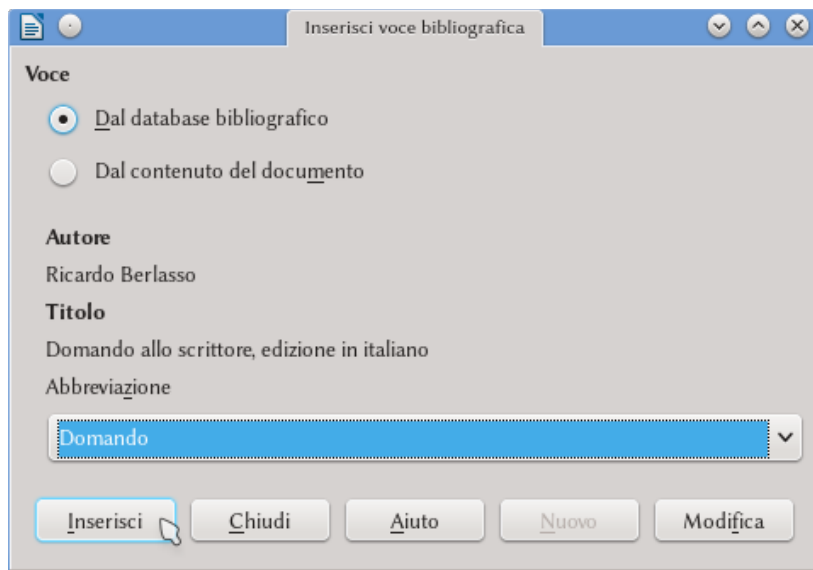 Inserisci voce bibliografica
Voce
Dal database bibliografico
Dal contenuto del documento
Autore
Ricardo Berlasso
Titolo
Domando allo scrittore, edizione in italiano
Abbreviazione
Domando
Inserisci Chiudi Aiuto Nuovo Modifica